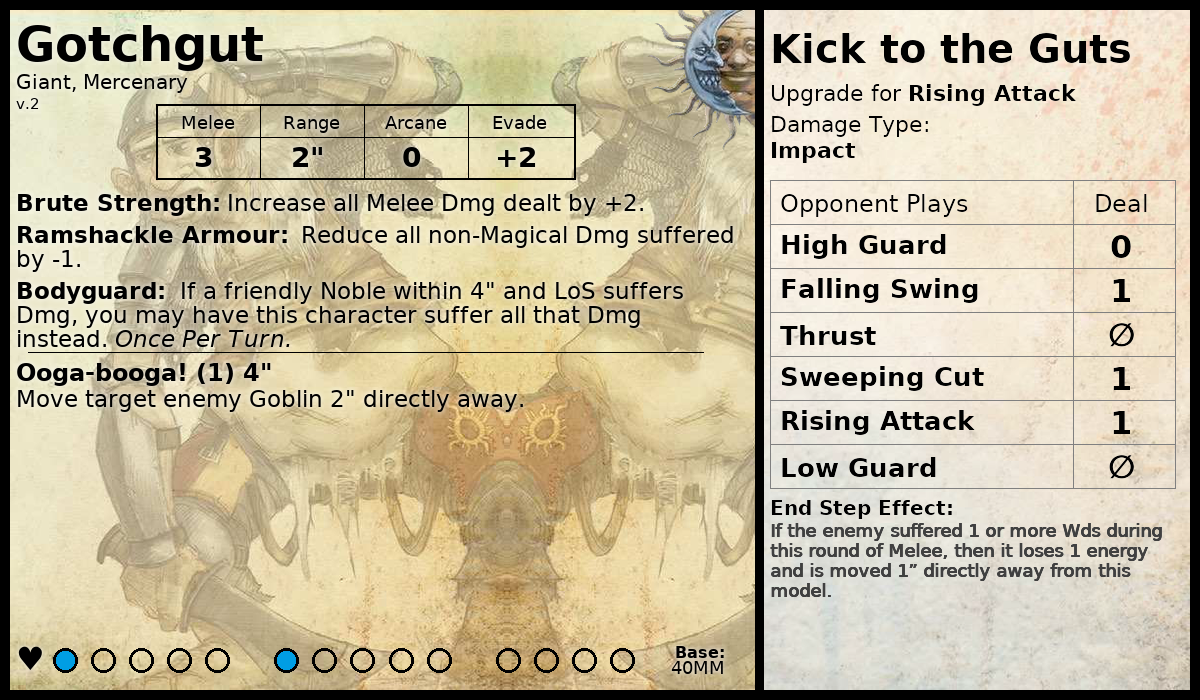 Gotchgut
Giant, Mercenary
v.2
Melee Range Arcane Evade
3 2" 0 +2
Brute Strength: Increase all Melee Dmg dealt by +2.
Ramshackle Armour: Reduce all non-Magical Dmg suffered
by -1.
Bodyguard: If a friendly Noble within 4" and LoS suffers
Dmg, you may have this character suffer all that Dmg
instead. Once Per Turn.
Ooga-booga! (1) 4"
Move target enemy Goblin 2" directly away.
Base:
40MM
Kick to the Guts
Upgrade for Rising Attack
Damage Type:
Impact
Opponent Plays Deal
High Guard 0
Falling Swing 1
Thrust ∅
Sweeping Cut 1
Rising Attack 1
Low Guard ∅
End Step Effect:
If the enemy suffered 1 or more Wds during
this round of Melee, then it loses 1 energy
and is moved 1” directly away from this
model.